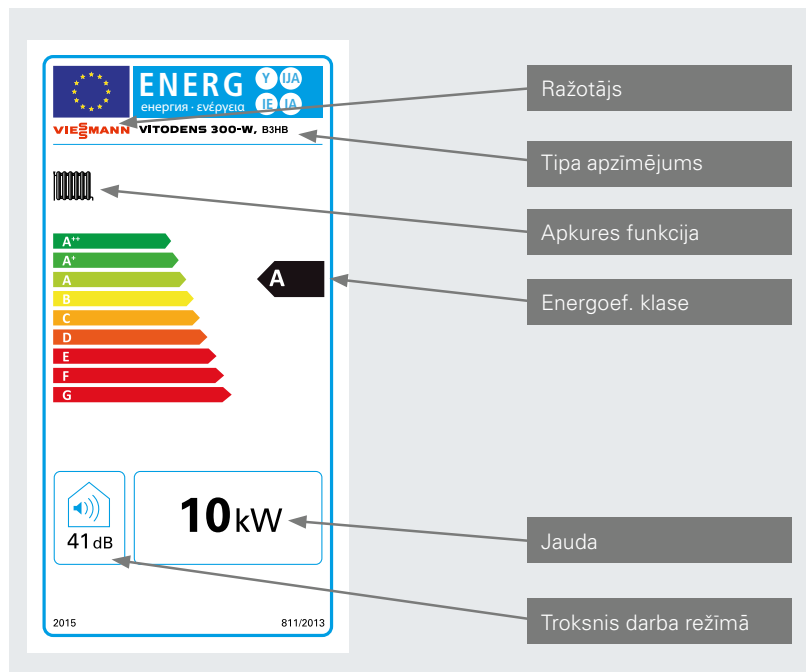 ENERG Y IJA
енергия · ενέργεια IE IA
VIESMANN VITODENS 300-W, B3HB
A++
A+
A
B
C
D
E
F
G
A
41 dB
10 kW
2015 811/2013
Ražotājs
Tipa apzīmējums
Apkures funkcija
Energoef. klase
Jauda
Troksnis darba režīmā